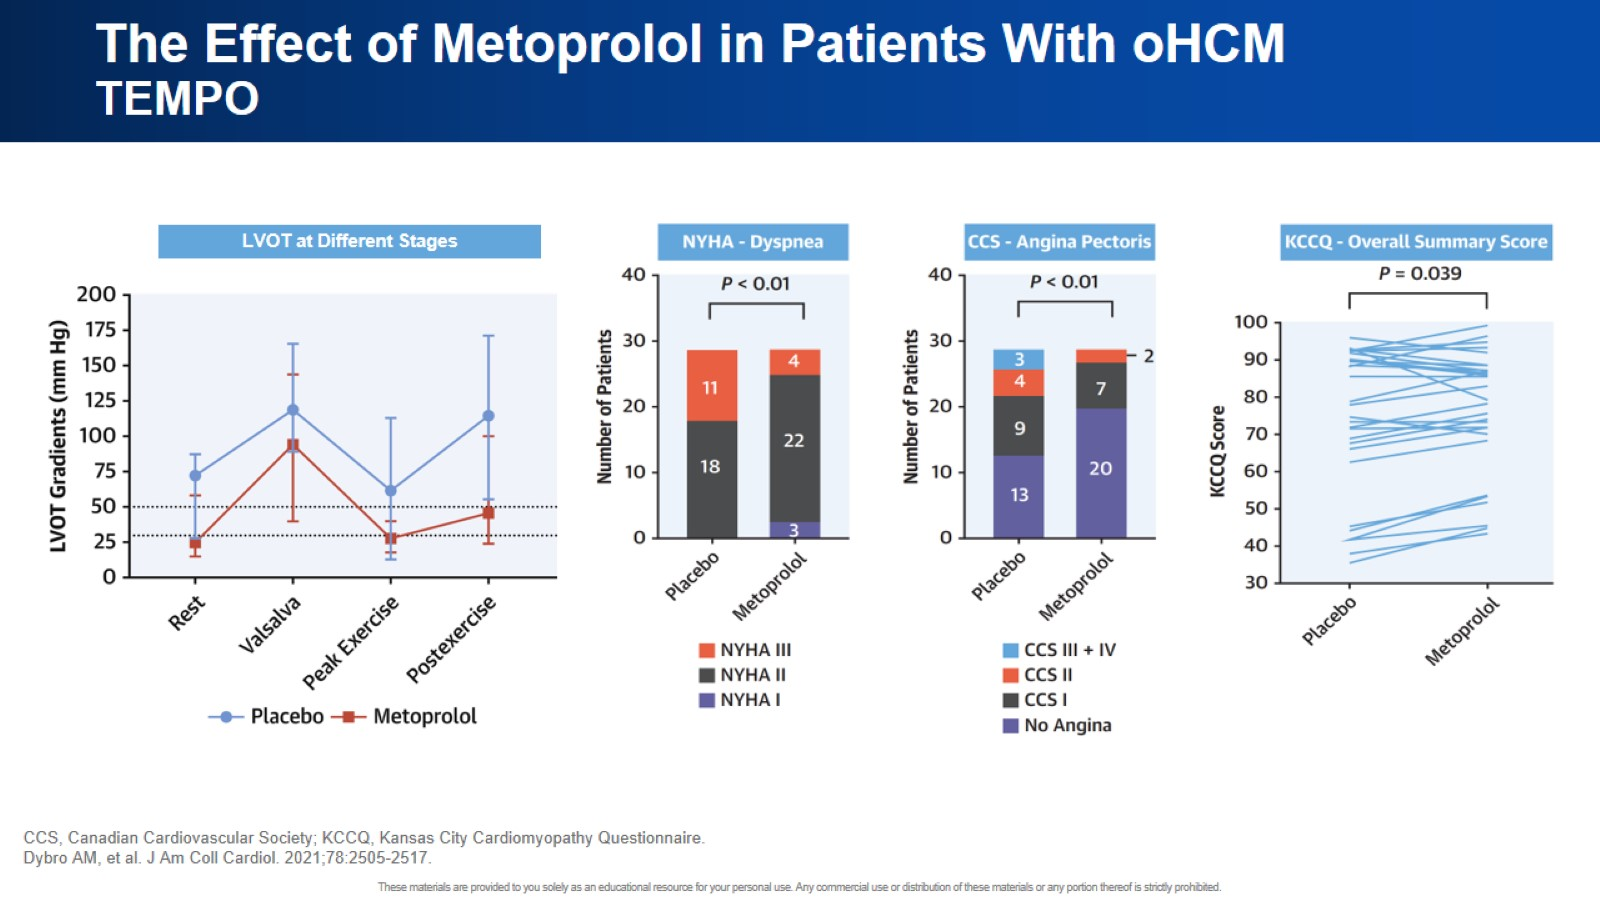 The Effect of Metoprolol in Patients With oHCM
TEMPO
LVOT at Different Stages
LVOT Gradients (mm Hg)
200
175
150
125
100
75
50
25
0
Rest
Valsalva
Peak Exercise
Postexercise
Placebo
Metoprolol
NYHA - Dyspnea
P < 0.01
Number of Patients
40
30
20
10
0
11
18
4
22
3
Placebo
Metoprolol
NYHA III
NYHA II
NYHA I
CCS - Angina Pectoris
P < 0.01
Number of Patients
40
30
20
10
0
3
4
9
13
2
7
20
Placebo
Metoprolol
CCS III + IV
CCS II
CCS I
No Angina
KCCQ - Overall Summary Score
P = 0.039
KCCQ Score
100
90
80
70
60
50
40
30
Placebo
Metoprolol
CCS, Canadian Cardiovascular Society; KCCQ, Kansas City Cardiomyopathy Questionnaire.
Dybro AM, et al. J Am Coll Cardiol. 2021;78:2505-2517.
These materials are provided to you solely as an educational resource for your personal use. Any commercial use or distribution of these materials or any portion thereof is strictly prohibited.